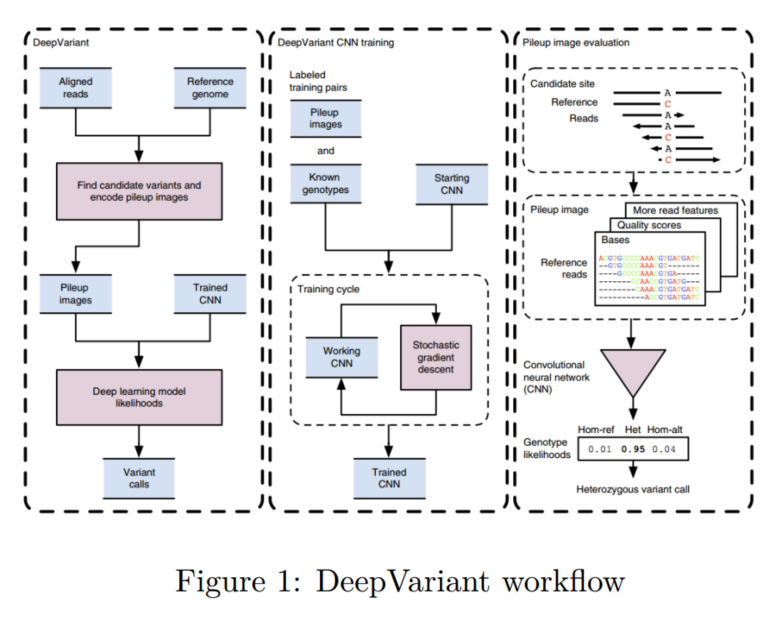 DeepVariant
Aligned
reads
Reference
genome
Find candidate variants and
encode pileup images
Pileup
images
Trained
CNN
Deep learning model
likelihoods
Variant
calls
DeepVariant CNN training
Labeled
training pairs
Pileup
images
and
Known
genotypes
Starting
CNN
Training cycle
Working
CNN
Stochastic
gradient
descent
Trained
CNN
Pileup image evaluation
Candidate site
Reference
Reads
A
C
A
A
C
A
C
Pileup image
More read features
Quality scores
Bases
Reference
reads
Convolutional
neural network
(CNN)
Hom-ref Het Hom-alt
Genotype
likelihoods
0.01 0.95 0.04
Heterozygous variant call
Figure 1: DeepVariant workflow